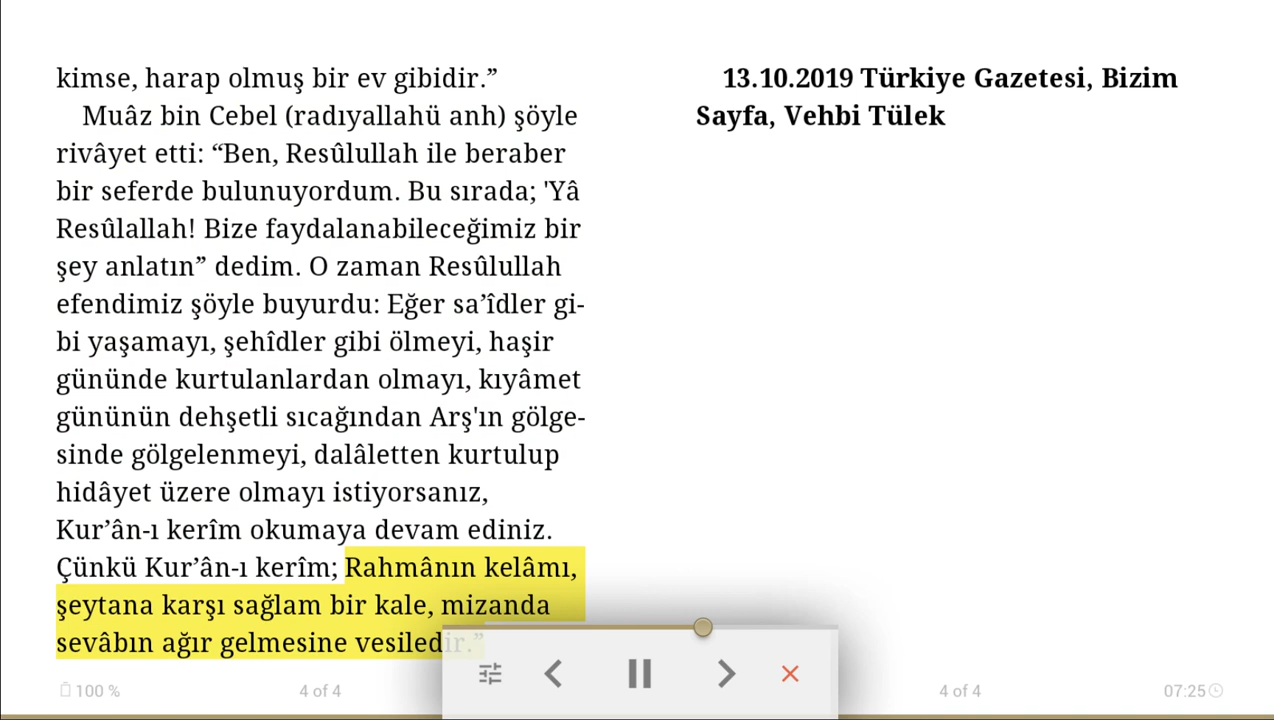 kimse, harap olmuş bir ev gibidir.”
Muâz bin Cebel (radıyallahü anh) şöyle
rivâyet etti: “Ben, Resûlullah ile beraber
bir seferde bulunuyordum. Bu sırada; 'Yâ
Resûlallah! Bize faydalanabileceğimiz bir
şey anlatın” dedim. O zaman Resûlullah
efendimiz şöyle buyurdu: Eğer sa’îdler gi-
bi yaşamayı, şehîdler gibi ölmeyi, haşir
gününde kurtulanlardan olmayı, kıyâmet
gününün dehşetli sıcağından Arş'ın gölge-
sinde gölgelenmeyi, dalâletten kurtulup
hidâyet üzere olmayı istiyorsanız,
Kur’ân-ı kerîm okumaya devam ediniz.
Çünkü Kur’ân-ı kerîm; Rahmânın kelâmı,
şeytana karşı sağlam bir kale, mizanda
sevâbın ağır gelmesine vesiledir.”
13.10.2019 Türkiye Gazetesi, Bizim
Sayfa, Vehbi Tülek
100 %
4 of 4
4 of 4
07:25